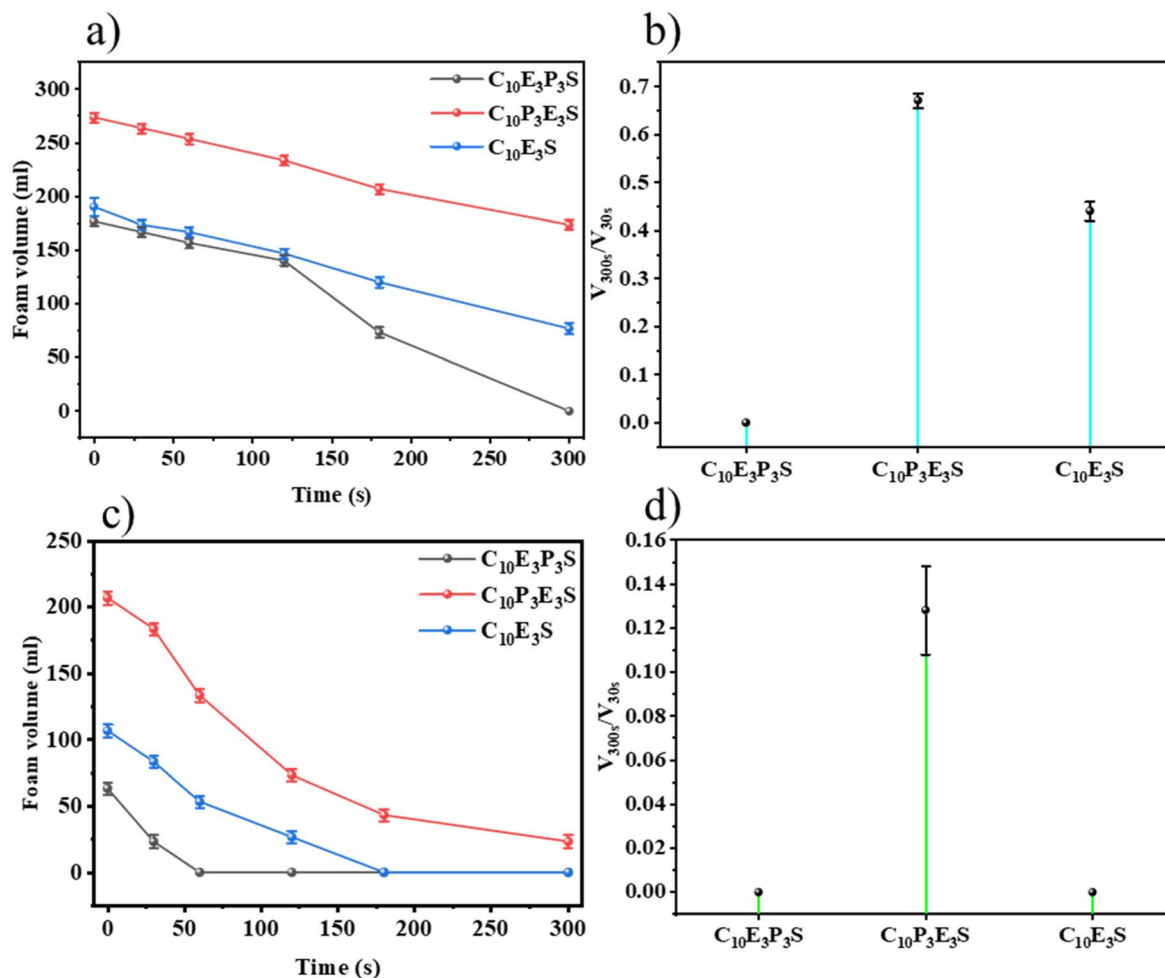 a)
C₁₀E₃P₃S
C₁₀P₃E₃S
C₁₀E₃S
300
250
200
150
100
50
0
Foam volume (ml)
0 50 100 150 200 250 300
Time (s)
b)
0.7
0.6
0.5
0.4
0.3
0.2
0.1
0.0
V₃₀₀ₛ/V₃₀ₛ
C₁₀E₃P₃S C₁₀P₃E₃S C₁₀E₃S
c)
C₁₀E₃P₃S
C₁₀P₃E₃S
C₁₀E₃S
250
200
150
100
50
0
Foam volume (ml)
0 50 100 150 200 250 300
Time (s)
d)
0.16
0.14
0.12
0.10
0.08
0.06
0.04
0.02
0.00
V₃₀₀ₛ/V₃₀ₛ
C₁₀E₃P₃S C₁₀P₃E₃S C₁₀E₃S